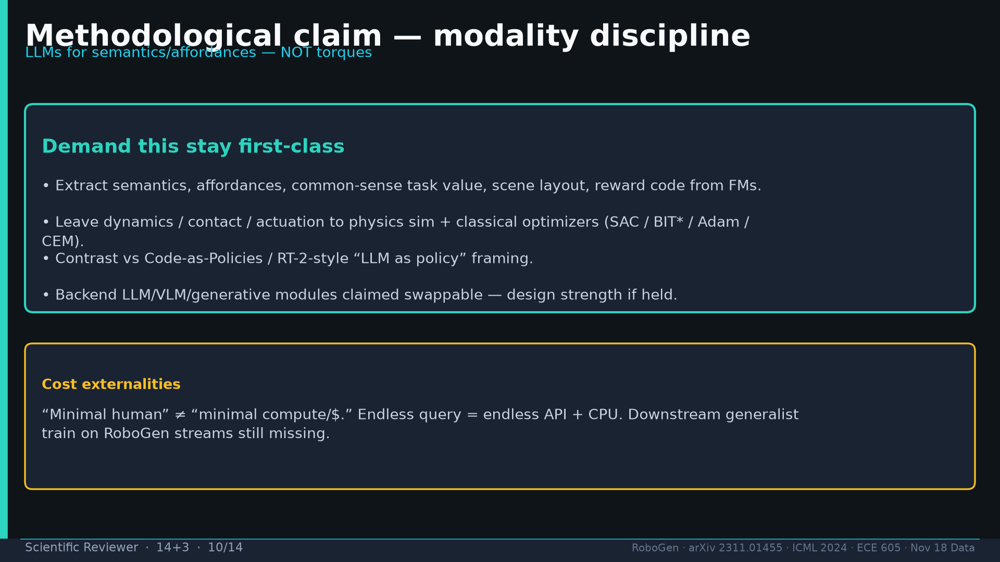 Methodological claim — modality discipline
LLMs for semantics/affordances — NOT torques
Demand this stay first-class
• Extract semantics, affordances, common-sense task value, scene layout, reward code from FMs.
• Leave dynamics / contact / actuation to physics sim + classical optimizers (SAC / BIT* / Adam /
CEM).
• Contrast vs Code-as-Policies / RT-2-style “LLM as policy” framing.
• Backend LLM/VLM/generative modules claimed swappable — design strength if held.
Cost externalities
“Minimal human” ≠ “minimal compute/$.” Endless query = endless API + CPU. Downstream generalist
train on RoboGen streams still missing.
Scientific Reviewer · 14+3 · 10/14
RoboGen · arXiv 2311.01455 · ICML 2024 · ECE 605 · Nov 18 Data